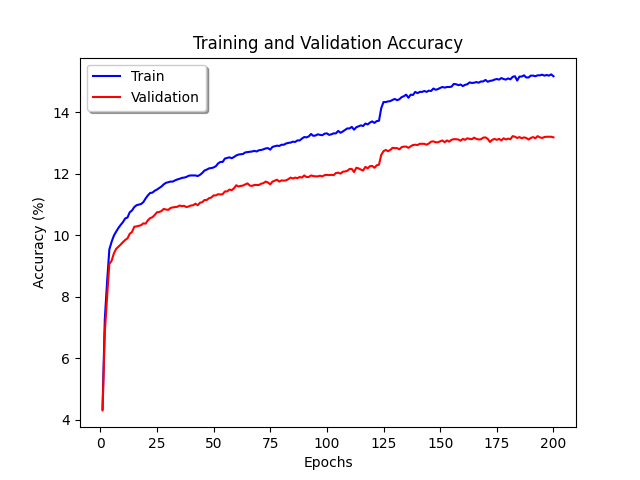 Training and Validation Accuracy
Train
Validation
14
12
10
8
6
4
Accuracy (%)
0 25 50 75 100 125 150 175 200
Epochs